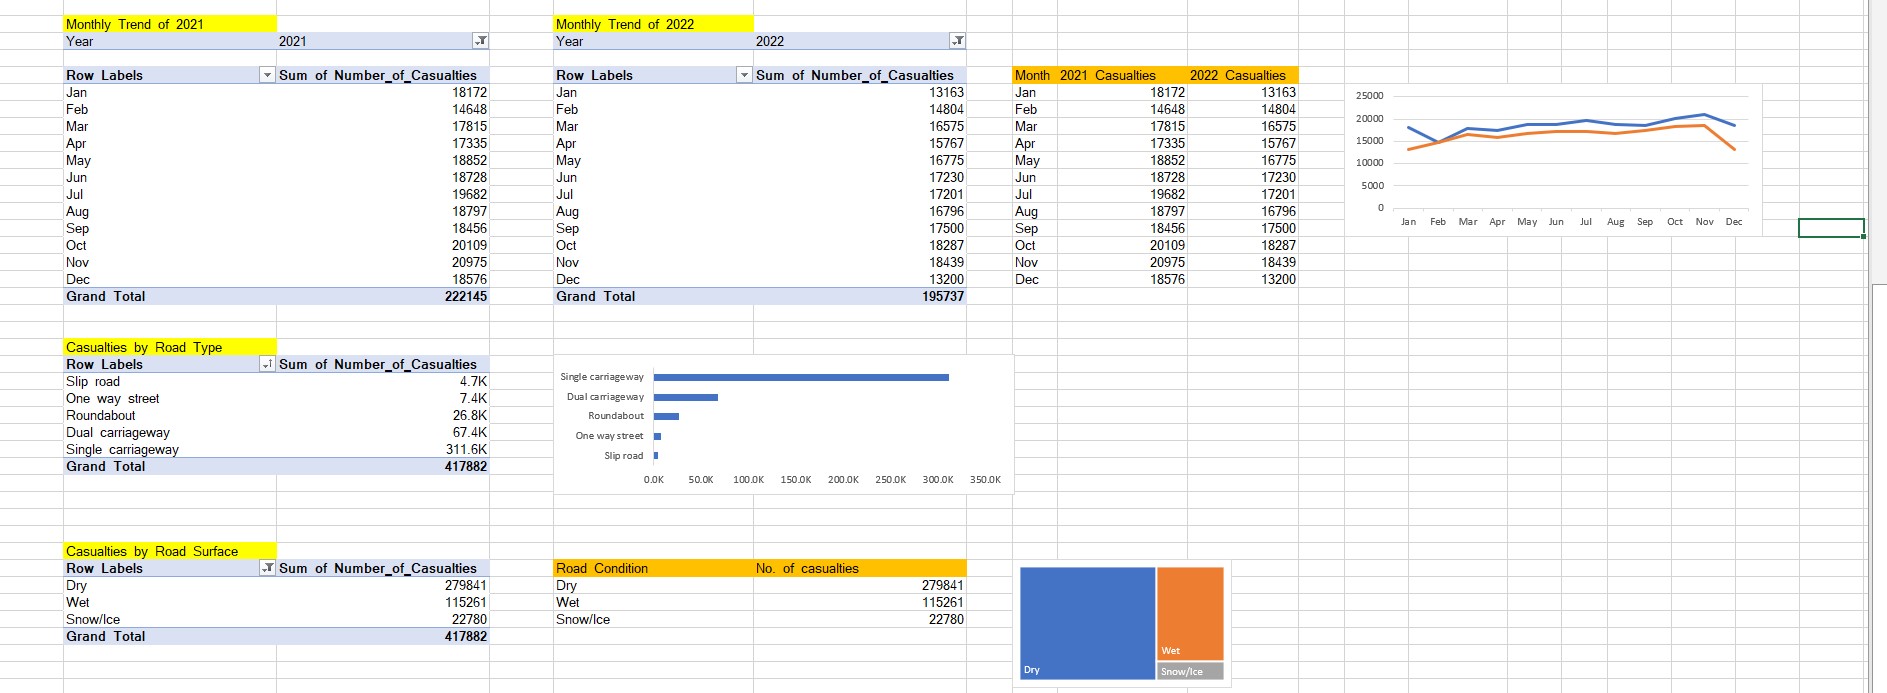 Monthly Trend of 2021
Monthly Trend of 2022
Year 2021
Year 2022
Row Labels Sum of Number_of_Casualties
Jan 18172
Feb 14648
Mar 17815
Apr 17335
May 18852
Jun 18728
Jul 19682
Aug 18797
Sep 18456
Oct 20109
Nov 20975
Dec 18576
Grand Total 222145
Row Labels Sum of Number_of_Casualties
Jan 13163
Feb 14804
Mar 16575
Apr 15767
May 16775
Jun 17230
Jul 17201
Aug 16796
Sep 17500
Oct 18287
Nov 18439
Dec 13200
Grand Total 195737
Month 2021 Casualties 2022 Casualties
Jan 18172 13163
Feb 14648 14804
Mar 17815 16575
Apr 17335 15767
May 18852 16775
Jun 18728 17230
Jul 19682 17201
Aug 18797 16796
Sep 18456 17500
Oct 20109 18287
Nov 20975 18439
Dec 18576 13200
25000
20000
15000
10000
5000
0
Jan Feb Mar Apr May Jun Jul Aug Sep Oct Nov Dec
Casualties by Road Type
Row Labels Sum of Number_of_Casualties
Slip road 4.7K
One way street 7.4K
Roundabout 26.8K
Dual carriageway 67.4K
Single carriageway 311.6K
Grand Total 417882
Single carriageway
Dual carriageway
Roundabout
One way street
Slip road
0.0K 50.0K 100.0K 150.0K 200.0K 250.0K 300.0K 350.0K
Casualties by Road Surface
Row Labels Sum of Number_of_Casualties
Dry 279841
Wet 115261
Snow/Ice 22780
Grand Total 417882
Road Condition No. of casualties
Dry 279841
Wet 115261
Snow/Ice 22780
Dry
Wet
Snow/Ice